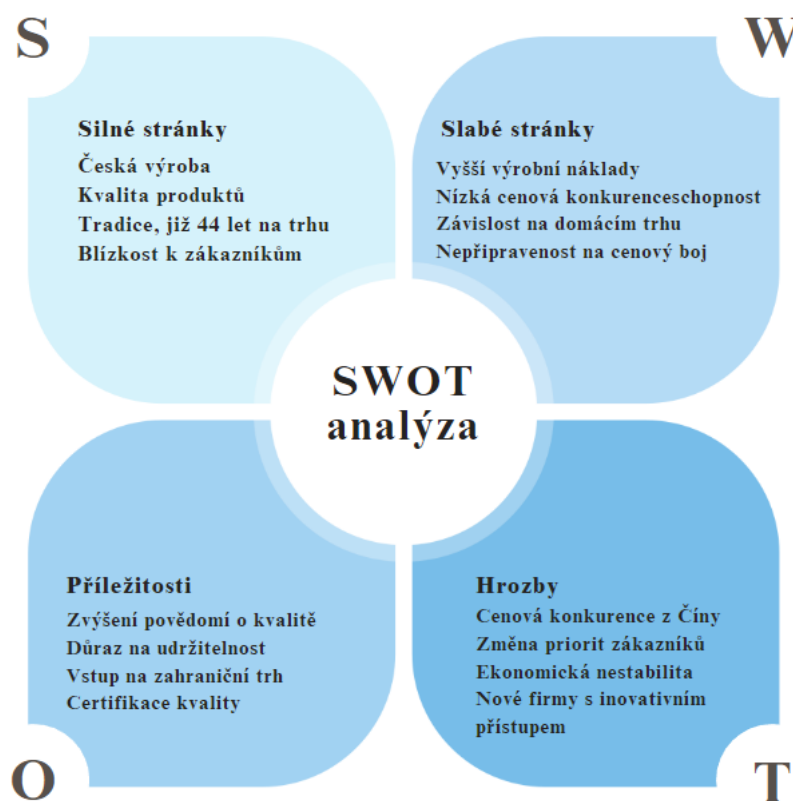 S
Silné stránky
Česká výroba
Kvalita produktů
Tradice, již 44 let na trhu
Blízkost k zákazníkům
W
Slabé stránky
Vyšší výrobní náklady
Nízká cenová konkurenceschopnost
Závislost na domácím trhu
Nepřipravenost na cenový boj
SWOT
analýza
Příležitosti
Zvýšení povědomí o kvalitě
Důraz na udržitelnost
Vstup na zahraniční trh
Certifikace kvality
O
Hrozby
Cenová konkurence z Číny
Změna priorit zákazníků
Ekonomická nestabilita
Nové firmy s inovativním
přístupem
T